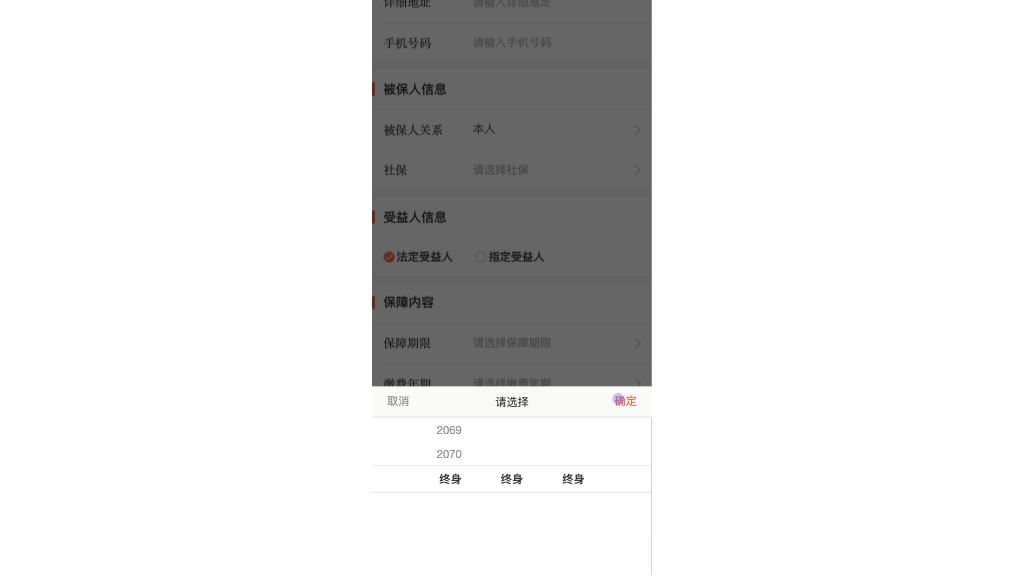 详细地址 请输入详细地址
手机号码 请输入手机号码
被保人信息
被保人关系 本人
社保 请选择社保
受益人信息
法定受益人 指定受益人
保障内容
保障期限 请选择保障期限
缴费年期 请选择缴费年期
取消 请选择 确定
2069
2070
终身 终身 终身